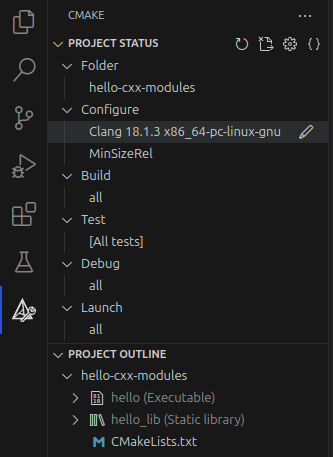 CMAKE
PROJECT STATUS
Folder
hello-cxx-modules
Configure
Clang 18.1.3 x86_64-pc-linux-gnu
MinSizeRel
Build
all
Test
[All tests]
Debug
all
Launch
all
PROJECT OUTLINE
hello-cxx-modules
hello (Executable)
hello_lib (Static library)
CMakeLists.txt